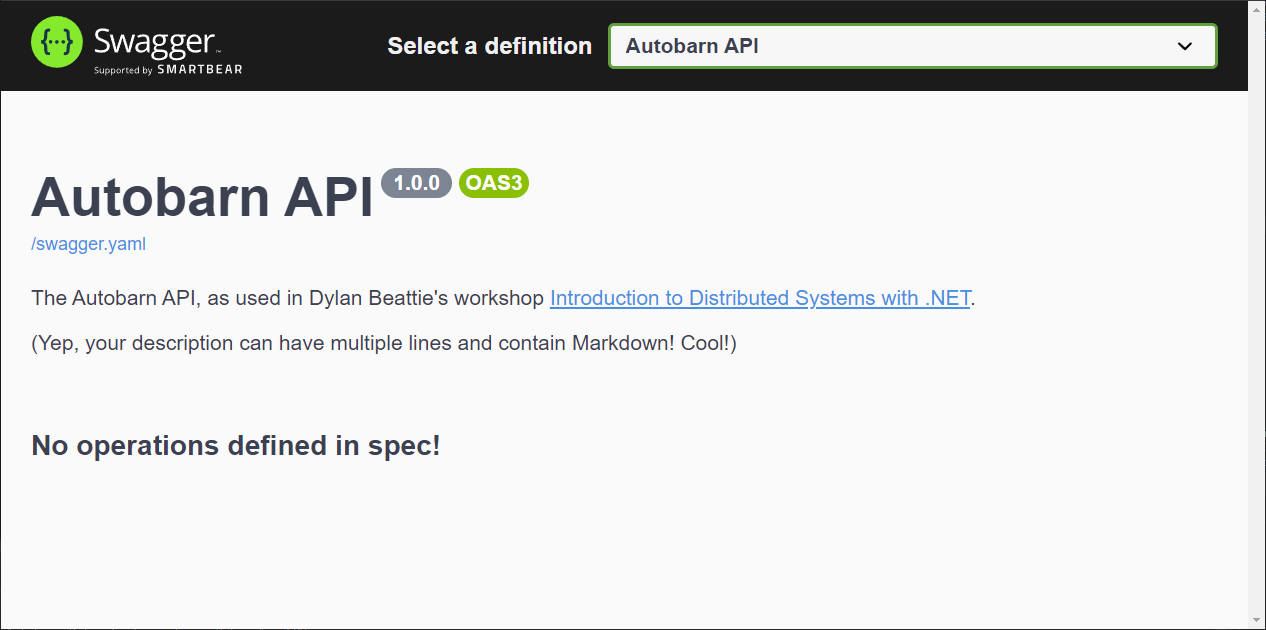 {···} Swagger™
Supported by SMARTBEAR
Select a definition
Autobarn API
Autobarn API 1.0.0 OAS3
/swagger.yaml
The Autobarn API, as used in Dylan Beattie's workshop Introduction to Distributed Systems with .NET.
(Yep, your description can have multiple lines and contain Markdown! Cool!)
No operations defined in spec!